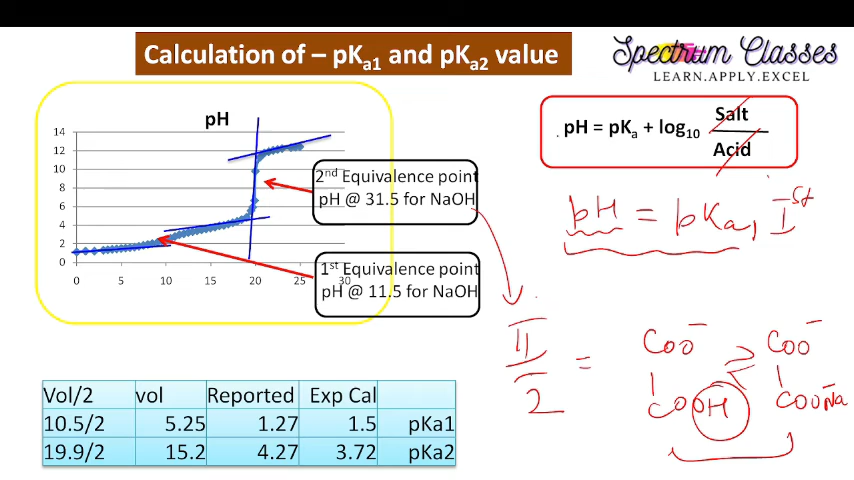 Calculation of – pKa1 and pKa2 value
Spectrum Classes
LEARN.APPLY.EXCEL
pH
14
12
10
8
6
4
2
0
0 5 10 15 20 25 30
2nd Equivalence point
pH @ 31.5 for NaOH
1st Equivalence point
pH @ 11.5 for NaOH
pH = pKa + log10 Salt
Acid
pH = pKa, Ist
II
2
=
COO− ⇌ COO−
COOH COONa
Vol/2 vol Reported Exp Cal
10.5/2 5.25 1.27 1.5 pKa1
19.9/2 15.2 4.27 3.72 pKa2